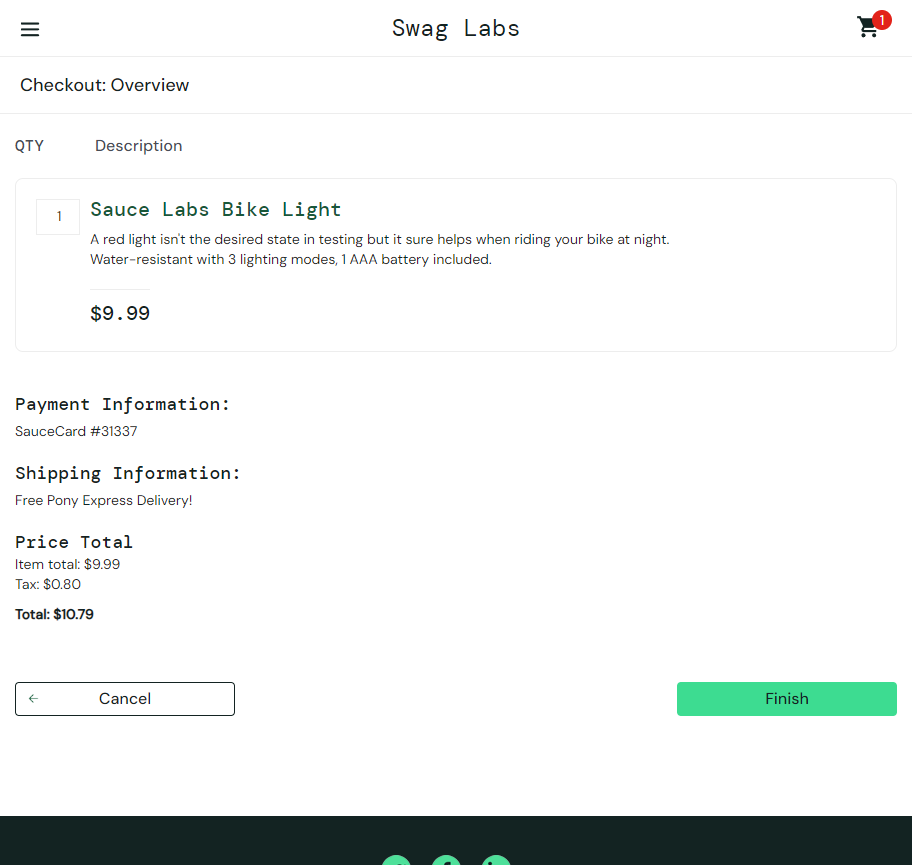 Swag Labs
1
Checkout: Overview
QTY Description
1
Sauce Labs Bike Light
A red light isn't the desired state in testing but it sure helps when riding your bike at night.
Water-resistant with 3 lighting modes, 1 AAA battery included.
$9.99
Payment Information:
SauceCard #31337
Shipping Information:
Free Pony Express Delivery!
Price Total
Item total: $9.99
Tax: $0.80
Total: $10.79
Cancel
Finish